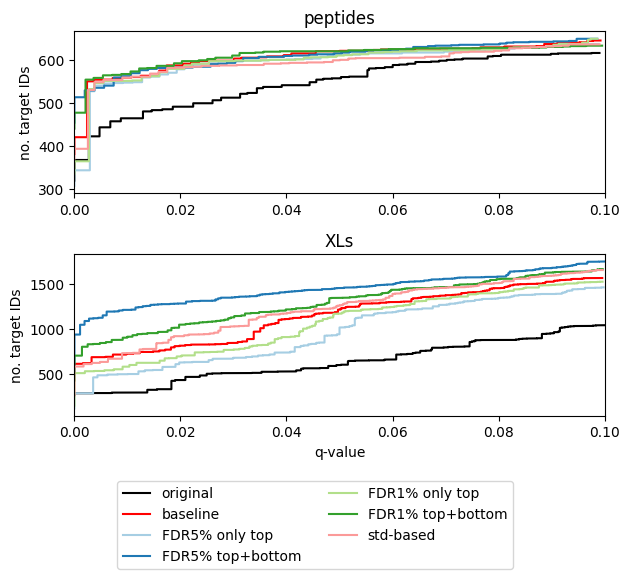 peptides
no. target IDs
600
500
400
300
0.00 0.02 0.04 0.06 0.08 0.10
XLs
no. target IDs
1500
1000
500
0.00 0.02 0.04 0.06 0.08 0.10
q-value
original
baseline
FDR5% only top
FDR5% top+bottom
FDR1% only top
FDR1% top+bottom
std-based